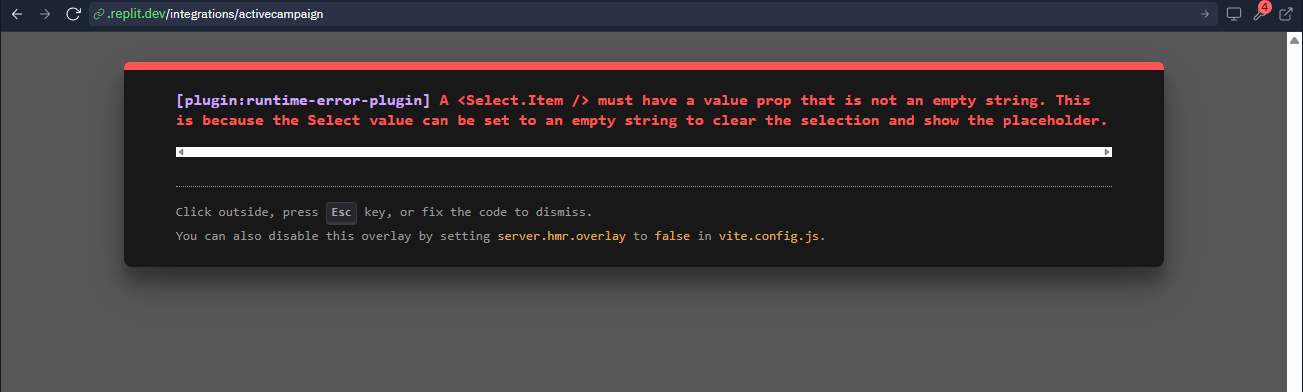 .replit.dev/integrations/activecampaign
4
[plugin:runtime-error-plugin] A <Select.Item /> must have a value prop that is not an empty string. This
is because the Select value can be set to an empty string to clear the selection and show the placeholder.
Click outside, press Esc key, or fix the code to dismiss.
You can also disable this overlay by setting server.hmr.overlay to false in vite.config.js.